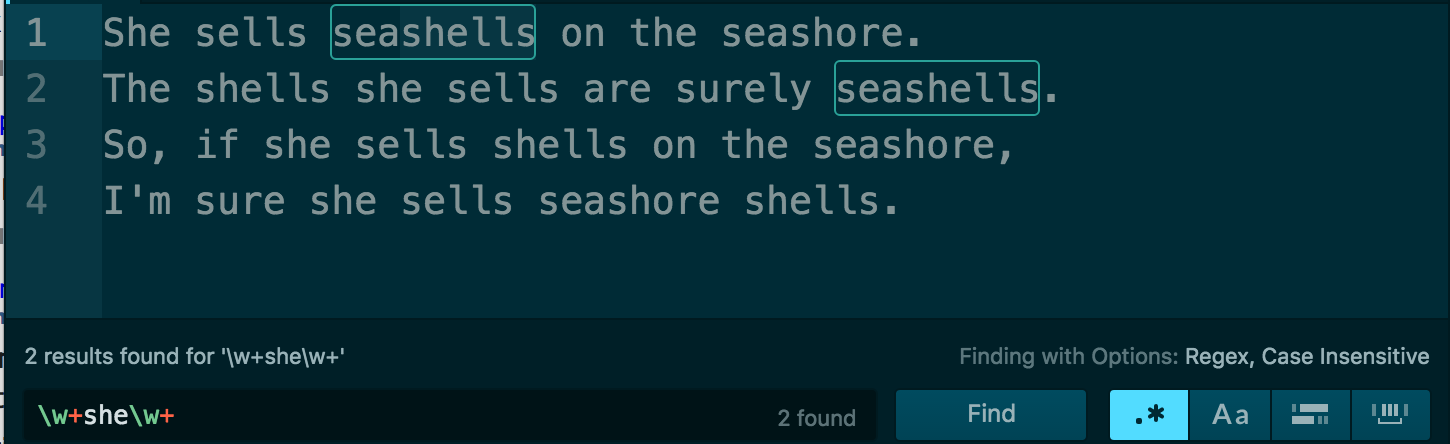 1 She sells seashells on the seashore.
2 The shells she sells are surely seashells.
3 So, if she sells shells on the seashore,
4 I'm sure she sells seashore shells.
2 results found for '\w+she\w+' Finding with Options: Regex, Case Insensitive
\w+she\w+ 2 found Find .* Aa